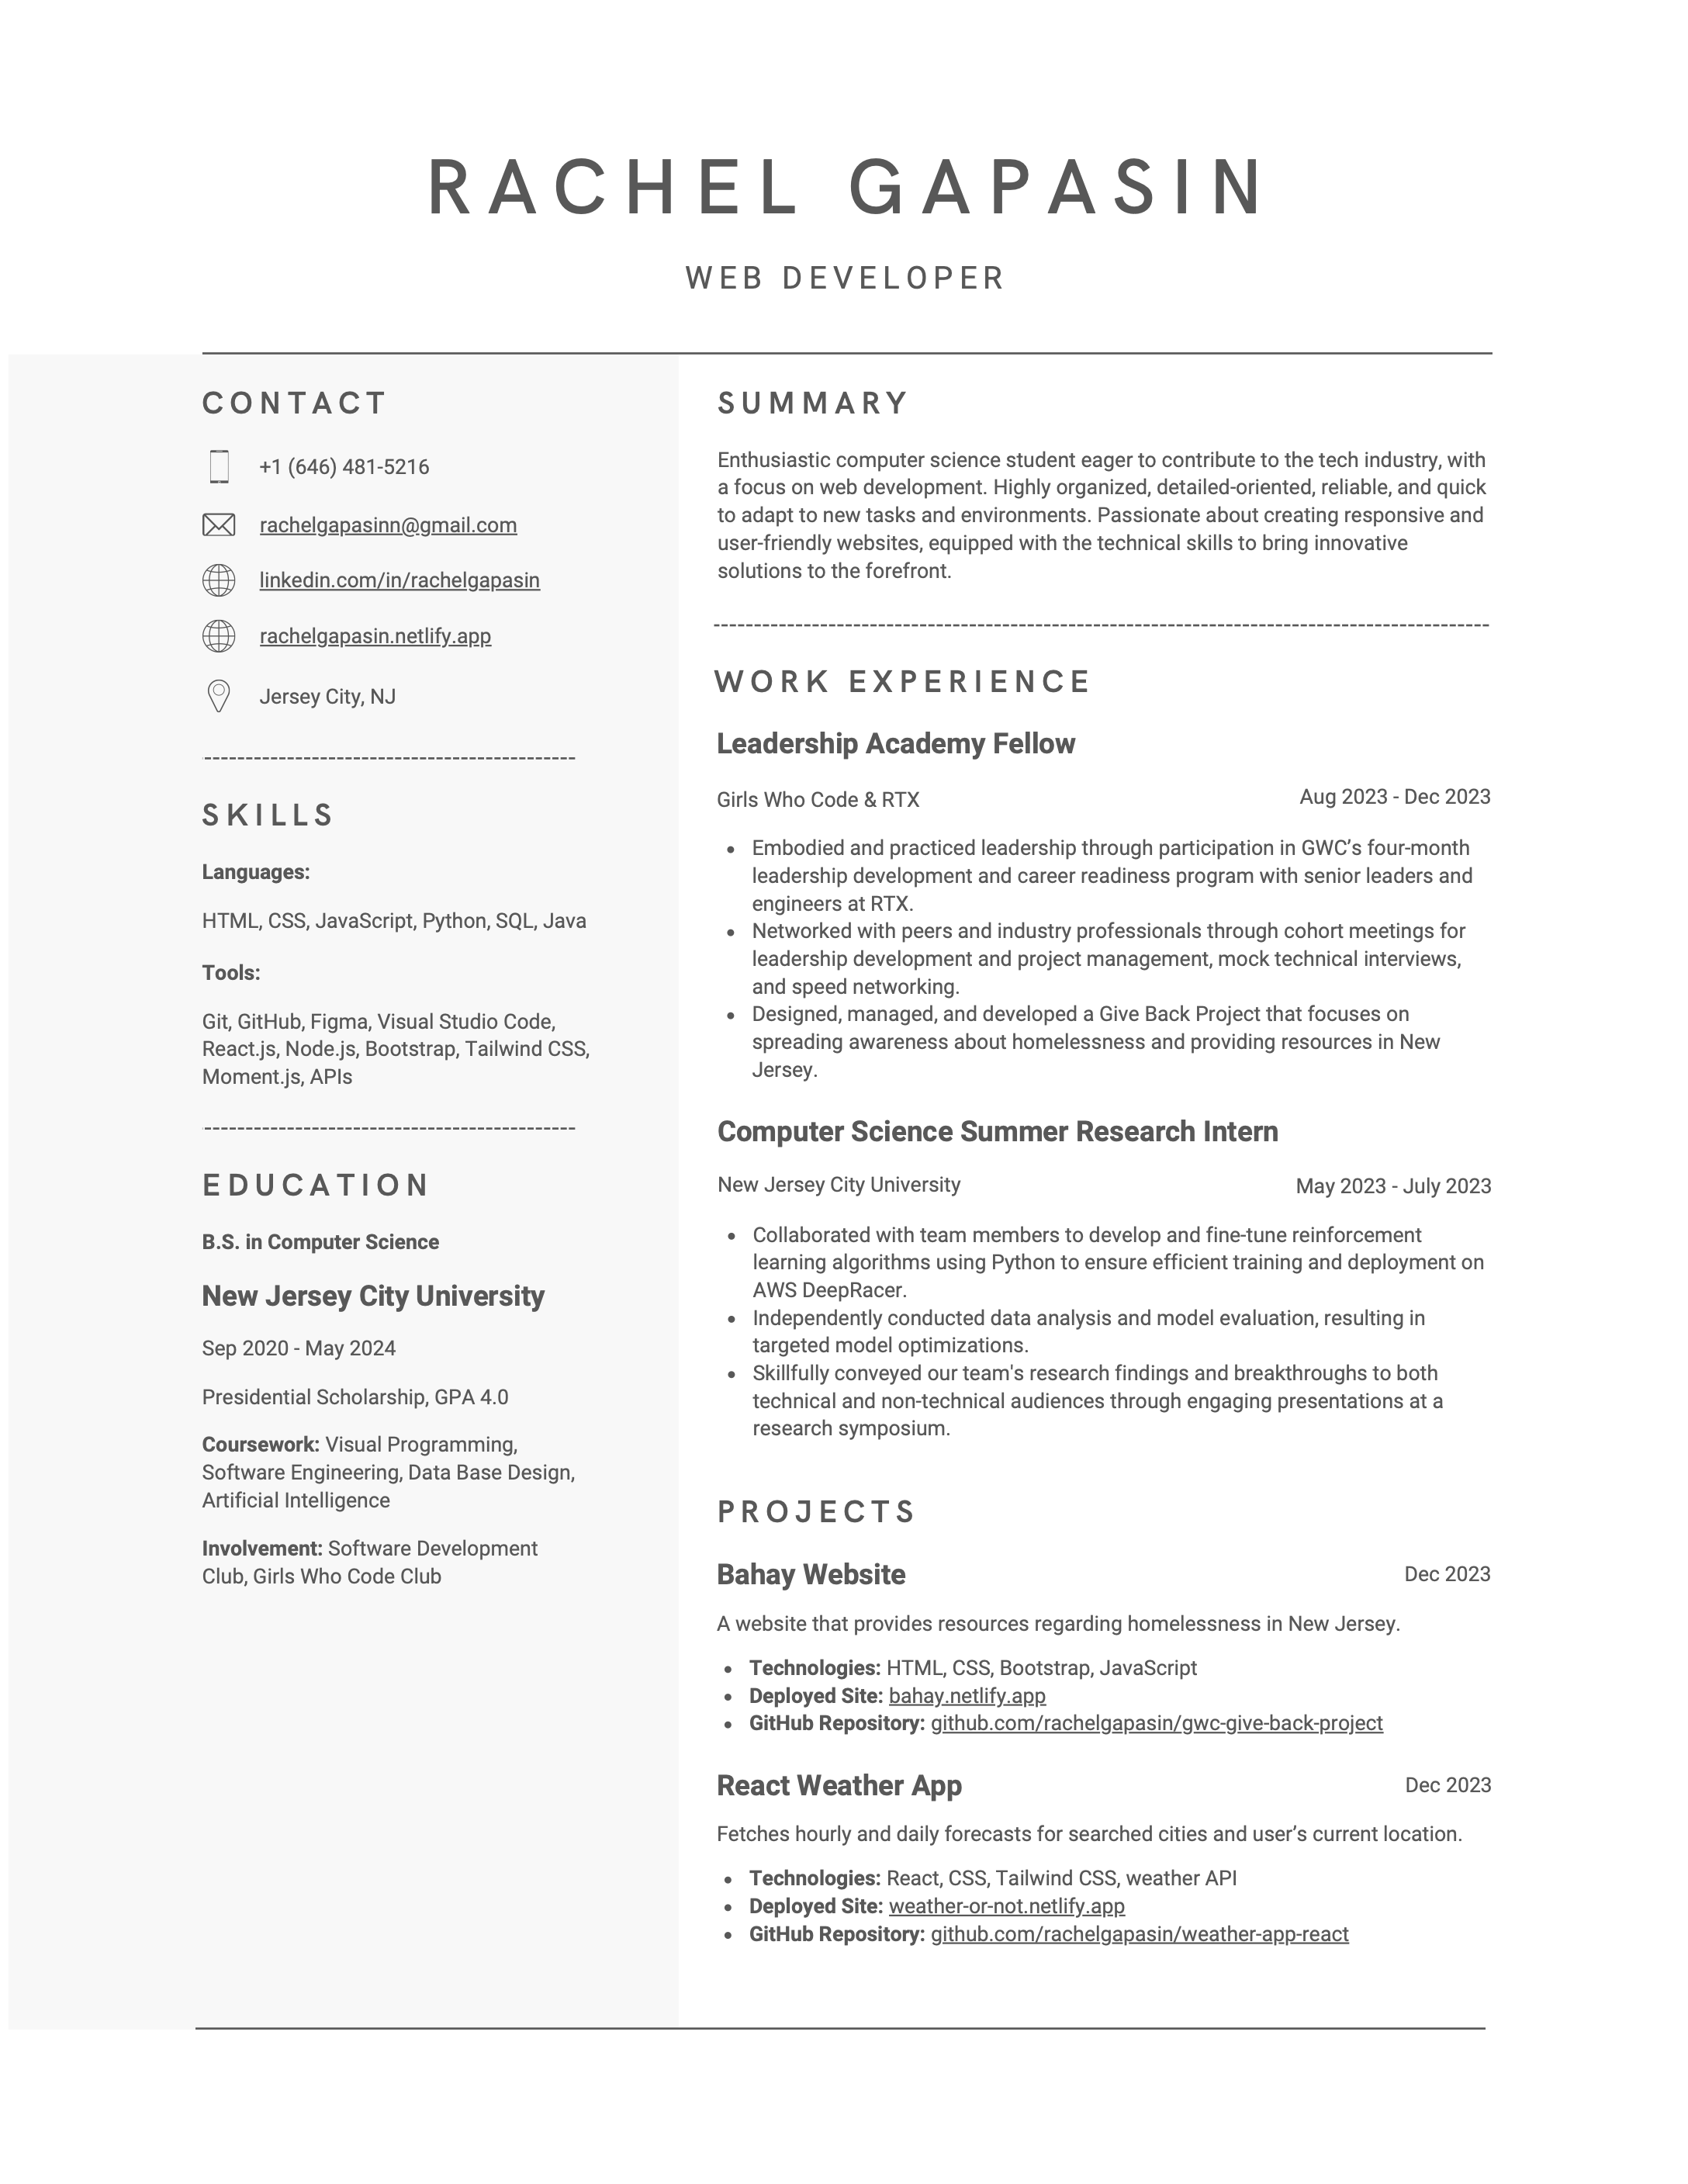 RACHEL GAPASIN
WEB DEVELOPER
CONTACT
+1 (646) 481-5216
rachelgapasinn@gmail.com
linkedin.com/in/rachelgapasin
rachelgapasin.netlify.app
Jersey City, NJ
SKILLS
Languages:
HTML, CSS, JavaScript, Python, SQL, Java
Tools:
Git, GitHub, Figma, Visual Studio Code,
React.js, Node.js, Bootstrap, Tailwind CSS,
Moment.js, APIs
EDUCATION
B.S. in Computer Science
New Jersey City University
Sep 2020 - May 2024
Presidential Scholarship, GPA 4.0
Coursework: Visual Programming,
Software Engineering, Data Base Design,
Artificial Intelligence
Involvement: Software Development
Club, Girls Who Code Club
SUMMARY
Enthusiastic computer science student eager to contribute to the tech industry, with
a focus on web development. Highly organized, detailed-oriented, reliable, and quick
to adapt to new tasks and environments. Passionate about creating responsive and
user-friendly websites, equipped with the technical skills to bring innovative
solutions to the forefront.
WORK EXPERIENCE
Leadership Academy Fellow
Girls Who Code & RTX Aug 2023 - Dec 2023
• Embodied and practiced leadership through participation in GWC’s four-month
leadership development and career readiness program with senior leaders and
engineers at RTX.
• Networked with peers and industry professionals through cohort meetings for
leadership development and project management, mock technical interviews,
and speed networking.
• Designed, managed, and developed a Give Back Project that focuses on
spreading awareness about homelessness and providing resources in New
Jersey.
Computer Science Summer Research Intern
New Jersey City University May 2023 - July 2023
• Collaborated with team members to develop and fine-tune reinforcement
learning algorithms using Python to ensure efficient training and deployment on
AWS DeepRacer.
• Independently conducted data analysis and model evaluation, resulting in
targeted model optimizations.
• Skillfully conveyed our team's research findings and breakthroughs to both
technical and non-technical audiences through engaging presentations at a
research symposium.
PROJECTS
Bahay Website Dec 2023
A website that provides resources regarding homelessness in New Jersey.
• Technologies: HTML, CSS, Bootstrap, JavaScript
• Deployed Site: bahay.netlify.app
• GitHub Repository: github.com/rachelgapasin/gwc-give-back-project
React Weather App Dec 2023
Fetches hourly and daily forecasts for searched cities and user’s current location.
• Technologies: React, CSS, Tailwind CSS, weather API
• Deployed Site: weather-or-not.netlify.app
• GitHub Repository: github.com/rachelgapasin/weather-app-react